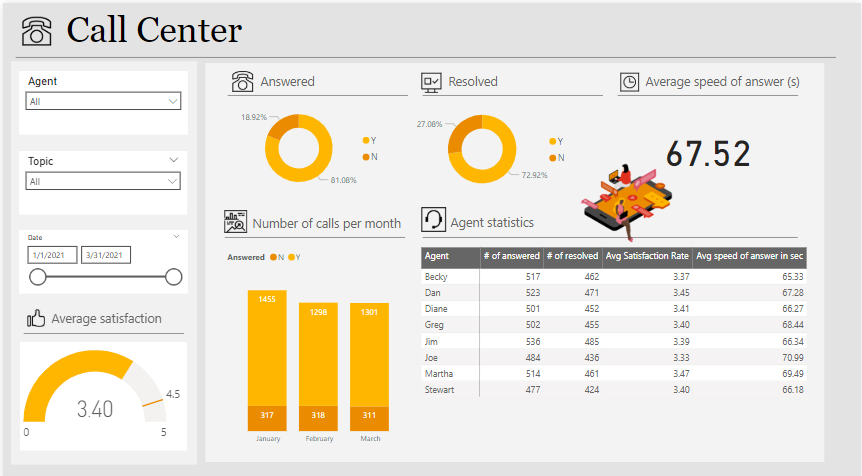 Call Center
Agent
All
Topic
All
Date
1/1/2021 3/31/2021
Average satisfaction
3.40
4.5
0 5
Answered
18.92%
81.08%
Y
N
Resolved
27.08%
72.92%
Y
N
Average speed of answer (s)
67.52
Number of calls per month
Answered N Y
1455 1298 1301
317 318 311
January February March
Agent statistics
Agent # of answered # of resolved Avg Satisfaction Rate Avg speed of answer in sec
Becky 517 462 3.37 65.33
Dan 523 471 3.45 67.28
Diane 501 452 3.41 66.27
Greg 502 455 3.40 68.44
Jim 536 485 3.39 66.34
Joe 484 436 3.33 70.99
Martha 514 461 3.47 69.49
Stewart 477 424 3.40 66.18